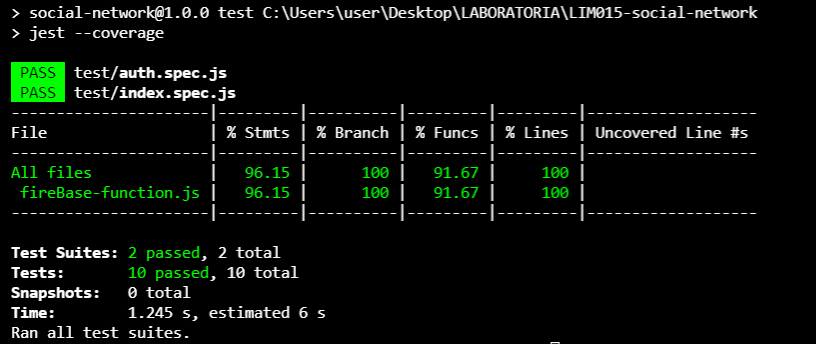 > social-network@1.0.0 test C:\Users\user\Desktop\LABORATORIA\LIM015-social-network
> jest --coverage
PASS test/auth.spec.js
PASS test/index.spec.js
----------------------|---------|----------|---------|---------|-------------------
File                  | % Stmts | % Branch | % Funcs | % Lines | Uncovered Line #s
----------------------|---------|----------|---------|---------|-------------------
All files             |   96.15 |      100 |   91.67 |     100 |
 fireBase-function.js |   96.15 |      100 |   91.67 |     100 |
----------------------|---------|----------|---------|---------|-------------------
Test Suites: 2 passed, 2 total
Tests:       10 passed, 10 total
Snapshots:   0 total
Time:        1.245 s, estimated 6 s
Ran all test suites.